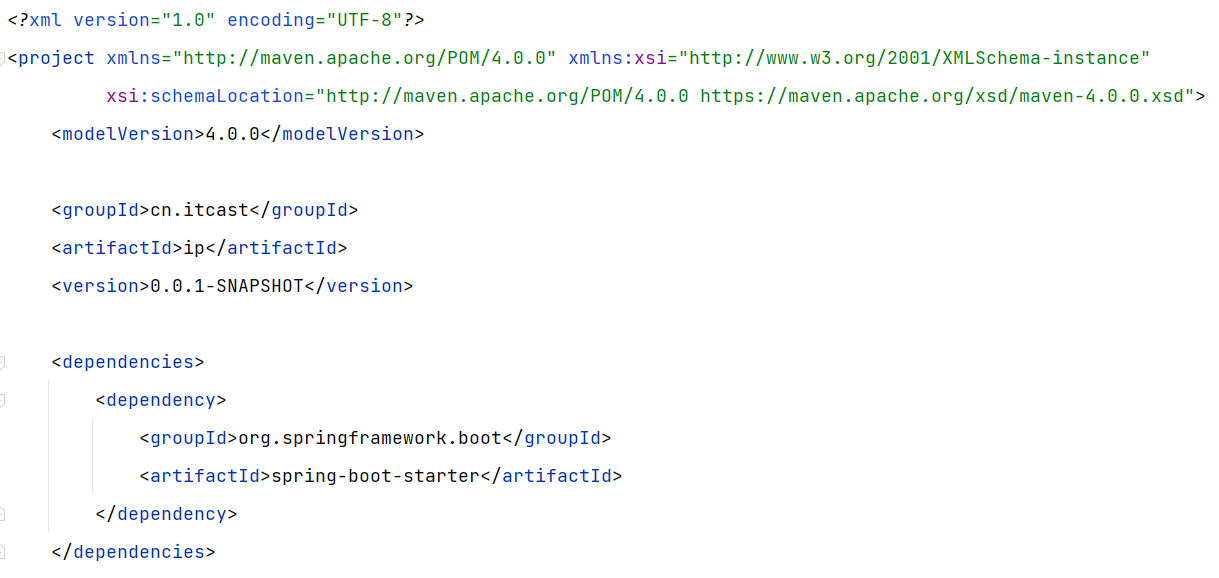 <?xml version="1.0" encoding="UTF-8"?>
<project xmlns="http://maven.apache.org/POM/4.0.0" xmlns:xsi="http://www.w3.org/2001/XMLSchema-instance"
         xsi:schemaLocation="http://maven.apache.org/POM/4.0.0 https://maven.apache.org/xsd/maven-4.0.0.xsd">
    <modelVersion>4.0.0</modelVersion>

    <groupId>cn.itcast</groupId>
    <artifactId>ip</artifactId>
    <version>0.0.1-SNAPSHOT</version>

    <dependencies>
        <dependency>
            <groupId>org.springframework.boot</groupId>
            <artifactId>spring-boot-starter</artifactId>
        </dependency>
    </dependencies>